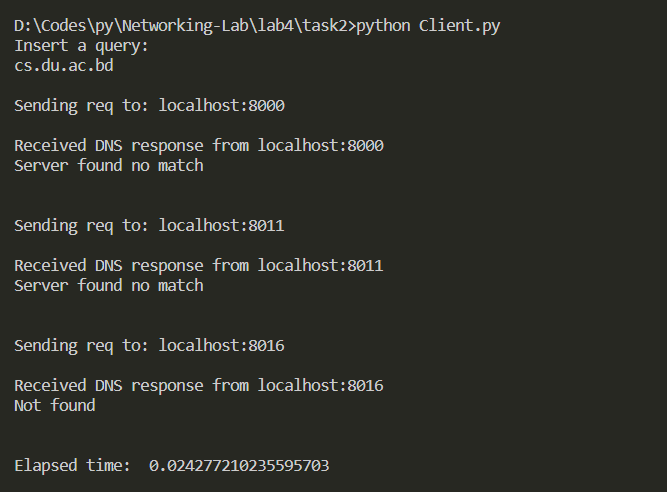 D:\Codes\py\Networking-Lab\lab4\task2>python Client.py
Insert a query:
cs.du.ac.bd
Sending req to: localhost:8000
Received DNS response from localhost:8000
Server found no match
Sending req to: localhost:8011
Received DNS response from localhost:8011
Server found no match
Sending req to: localhost:8016
Received DNS response from localhost:8016
Not found
Elapsed time:  0.024277210235595703